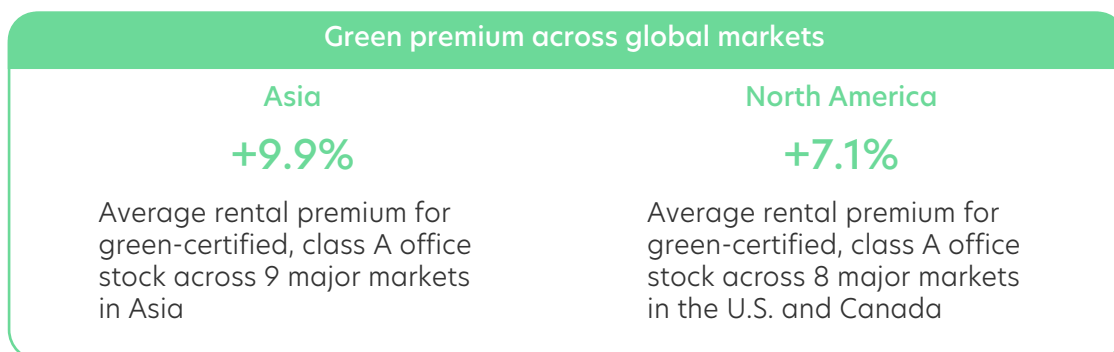 Green premium across global markets
Asia
+9.9%
Average rental premium for
green-certified, class A office
stock across 9 major markets
in Asia
North America
+7.1%
Average rental premium for
green-certified, class A office
stock across 8 major markets
in the U.S. and Canada